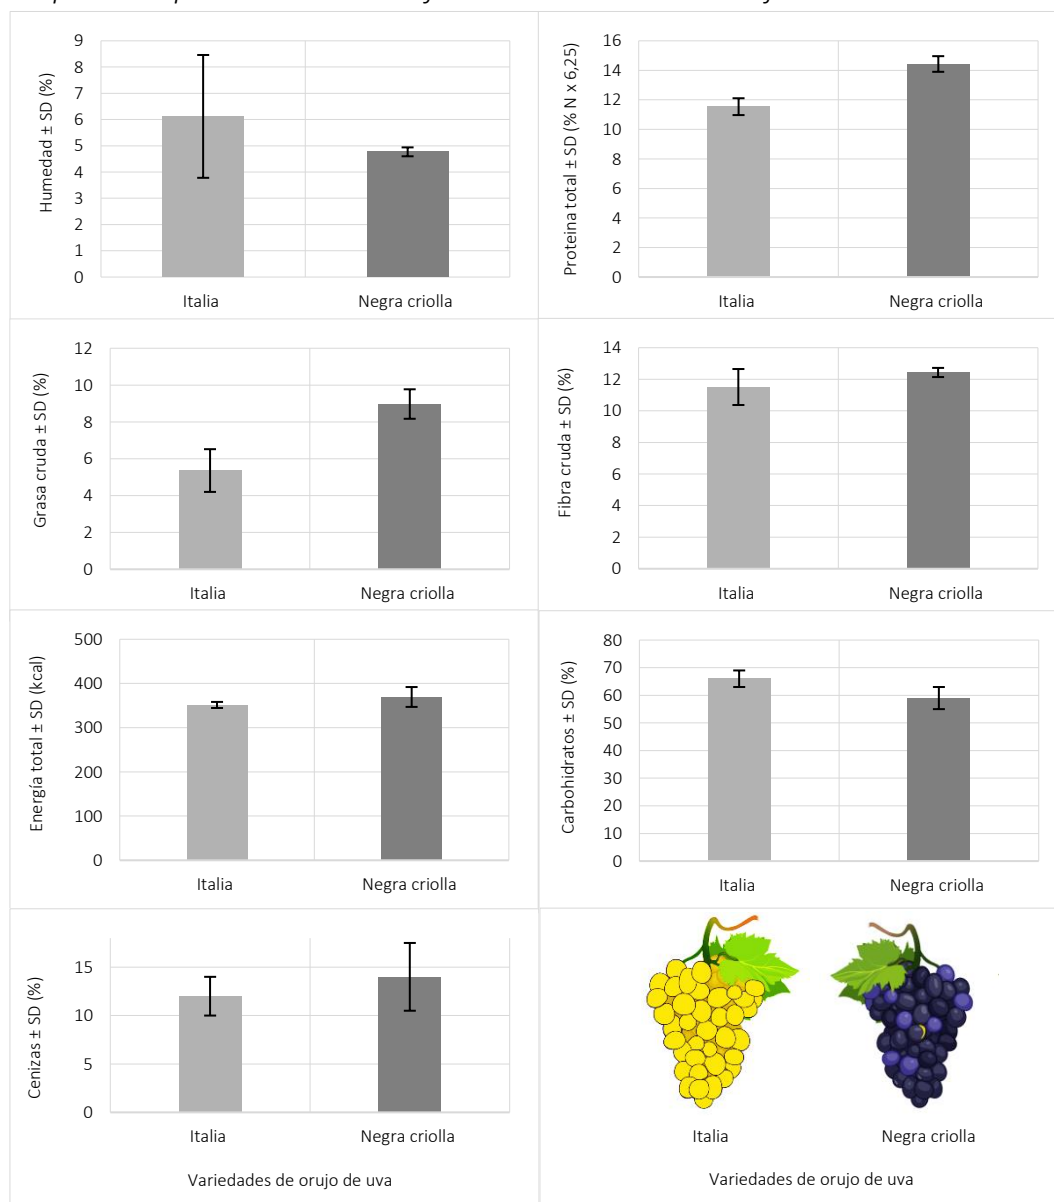 Humedad ± SD (%)
9
8
7
6
5
4
3
2
1
0
Italia
Negra criolla
Proteina total ± SD (% N x 6,25)
16
14
12
10
8
6
4
2
0
Italia
Negra criolla
Grasa cruda ± SD (%)
12
10
8
6
4
2
0
Italia
Negra criolla
Fibra cruda ± SD (%)
14
12
10
8
6
4
2
0
Italia
Negra criolla
Energía total ± SD (kcal)
500
400
300
200
100
0
Italia
Negra criolla
Carbohidratos ± SD (%)
80
70
60
50
40
30
20
10
0
Italia
Negra criolla
Cenizas ± SD (%)
15
10
5
0
Italia
Negra criolla
Variedades de orujo de uva
Italia
Negra criolla
Variedades de orujo de uva